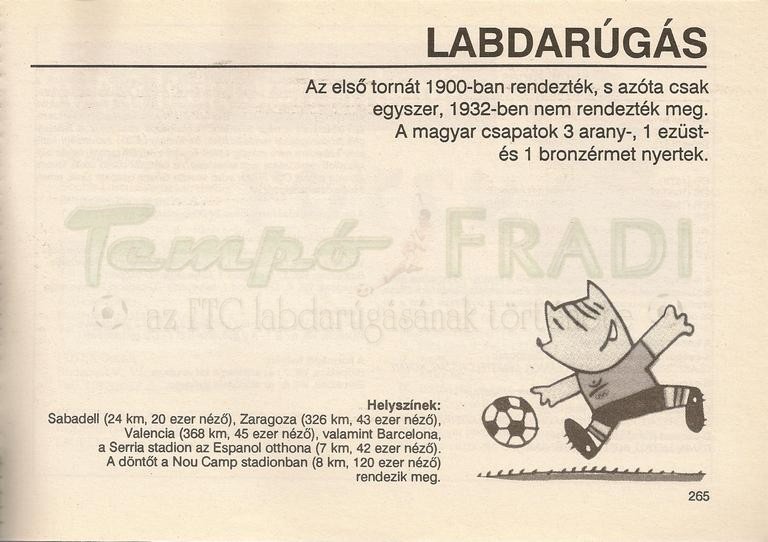 LABDARÚGÁS
Az első tornát 1900-ban rendezték, s azóta csak
egyszer, 1932-ben nem rendezték meg.
A magyar csapatok 3 arany-, 1 ezüst-
és 1 bronzérmet nyertek.
Tempó FRADI
az FTC labdarúgásának története
Helyszínek:
Sabadell (24 km, 20 ezer néző), Zaragoza (326 km, 43 ezer néző),
Valencia (368 km, 45 ezer néző), valamint Barcelona,
a Serria stadion az Espanol otthona (7 km, 42 ezer néző).
A döntőt a Nou Camp stadionban (8 km, 120 ezer néző)
rendezik meg.
265